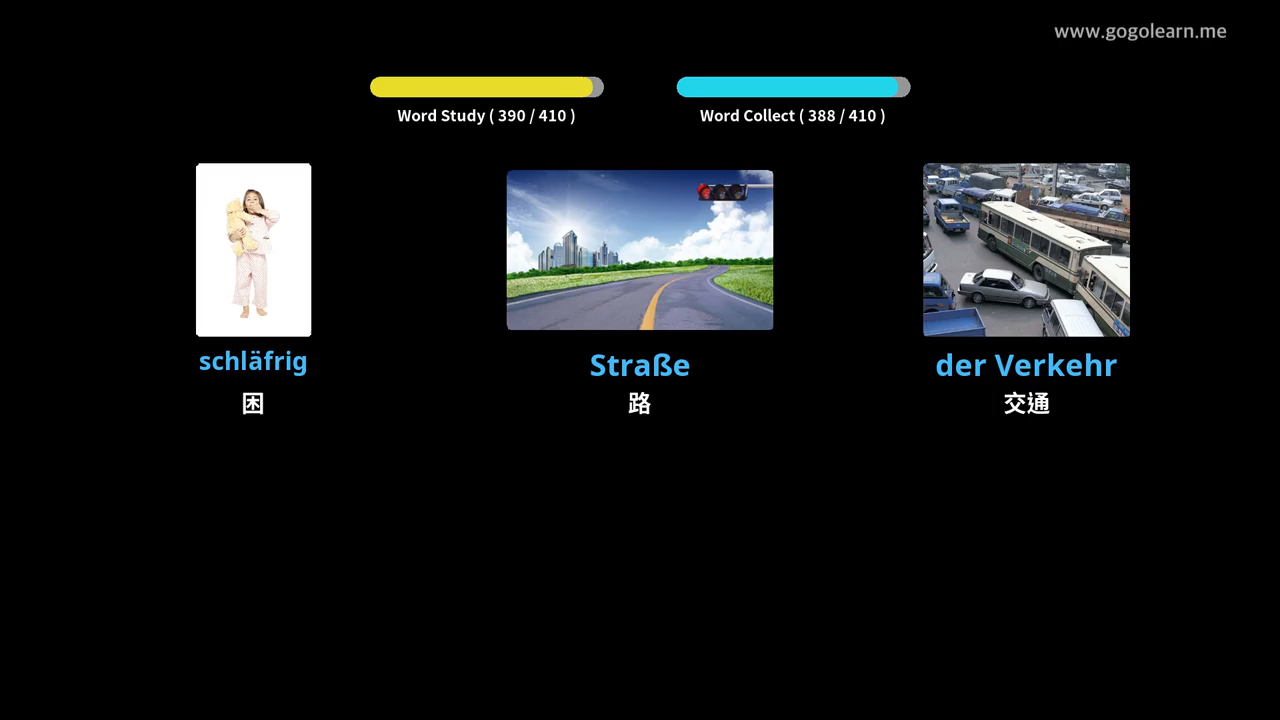 www.gogolearn.me
Word Study ( 390 / 410 )
Word Collect ( 388 / 410 )
schläfrig
困
Straße
路
der Verkehr
交通